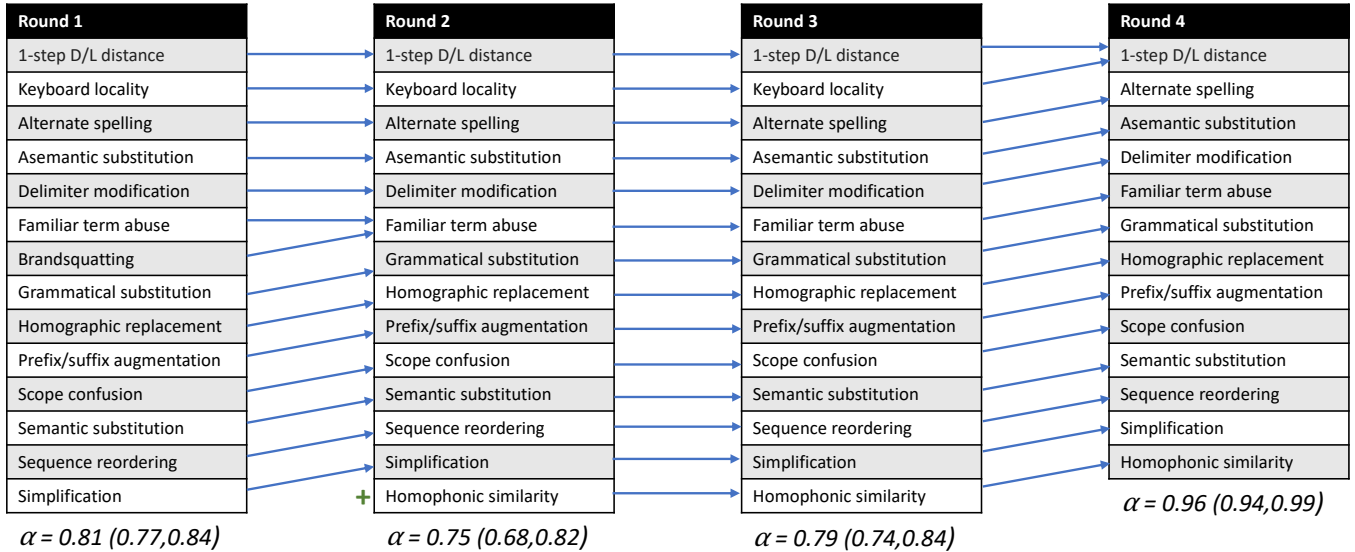 Round 1
1-step D/L distance
Keyboard locality
Alternate spelling
Asemantic substitution
Delimiter modification
Familiar term abuse
Brandsquatting
Grammatical substitution
Homographic replacement
Prefix/suffix augmentation
Scope confusion
Semantic substitution
Sequence reordering
Simplification
α = 0.81 (0.77,0.84)
Round 2
1-step D/L distance
Keyboard locality
Alternate spelling
Asemantic substitution
Delimiter modification
Familiar term abuse
Grammatical substitution
Homographic replacement
Prefix/suffix augmentation
Scope confusion
Semantic substitution
Sequence reordering
Simplification
+ Homophonic similarity
α = 0.75 (0.68,0.82)
Round 3
1-step D/L distance
Keyboard locality
Alternate spelling
Asemantic substitution
Delimiter modification
Familiar term abuse
Grammatical substitution
Homographic replacement
Prefix/suffix augmentation
Scope confusion
Semantic substitution
Sequence reordering
Simplification
Homophonic similarity
α = 0.79 (0.74,0.84)
Round 4
1-step D/L distance
Alternate spelling
Asemantic substitution
Delimiter modification
Familiar term abuse
Grammatical substitution
Homographic replacement
Prefix/suffix augmentation
Scope confusion
Semantic substitution
Sequence reordering
Simplification
Homophonic similarity
α = 0.96 (0.94,0.99)